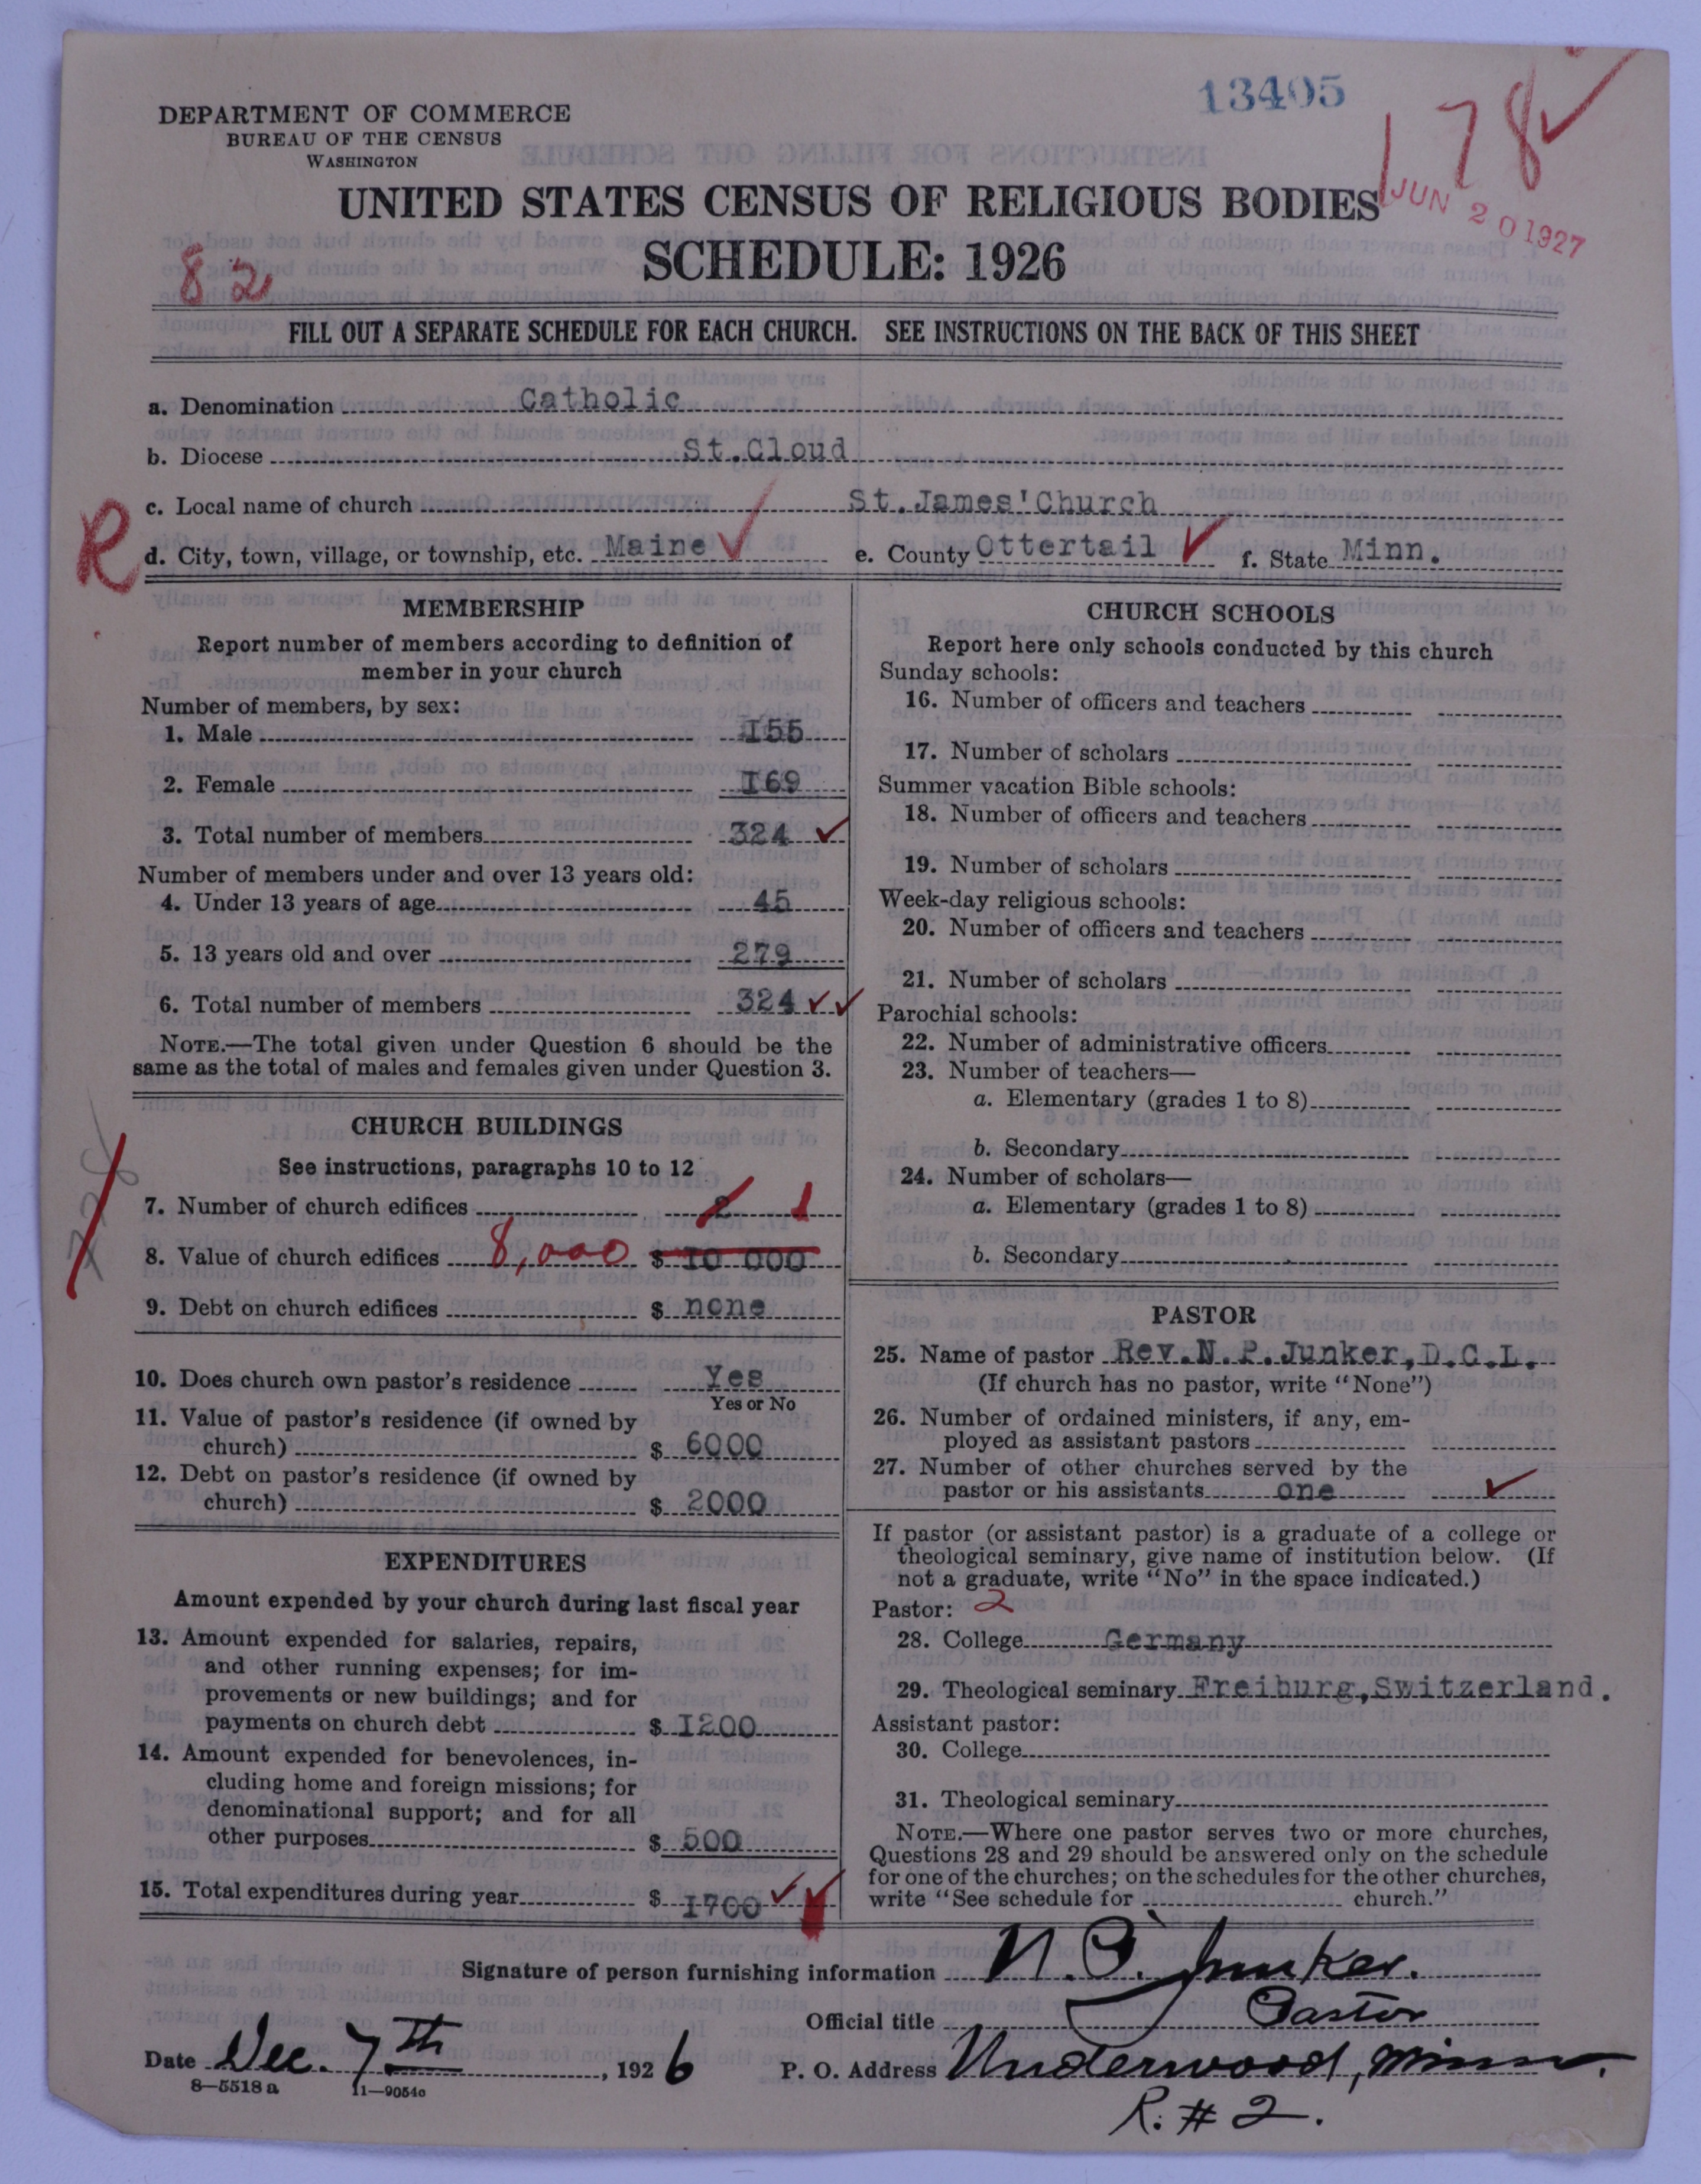 13405
178
JUN 20 1927
DEPARTMENT OF COMMERCE
BUREAU OF THE CENSUS
WASHINGTON
UNITED STATES CENSUS OF RELIGIOUS BODIES
SCHEDULE: 1926
82
FILL OUT A SEPARATE SCHEDULE FOR EACH CHURCH. SEE INSTRUCTIONS ON THE BACK OF THIS SHEET
a. Denomination Catholic
b. Diocese St.Cloud
c. Local name of church St.James'Church
R
d. City, town, village, or township, etc. Maine e. County Ottertail f. State Minn.
MEMBERSHIP
Report number of members according to definition of
member in your church
Number of members, by sex:
1. Male 155
2. Female 169
3. Total number of members 324
Number of members under and over 13 years old:
4. Under 13 years of age 45
5. 13 years old and over 279
6. Total number of members 324
NOTE.—The total given under Question 6 should be the
same as the total of males and females given under Question 3.
CHURCH BUILDINGS
See instructions, paragraphs 10 to 12
7. Number of church edifices 2 1
8. Value of church edifices 8,000 $ 10 000
9. Debt on church edifices $ none
10. Does church own pastor's residence Yes
Yes or No
11. Value of pastor's residence (if owned by
church) $ 6000
12. Debt on pastor's residence (if owned by
church) $ 2000
EXPENDITURES
Amount expended by your church during last fiscal year
13. Amount expended for salaries, repairs,
and other running expenses; for im-
provements or new buildings; and for
payments on church debt $ 1200
14. Amount expended for benevolences, in-
cluding home and foreign missions; for
denominational support; and for all
other purposes $ 500
15. Total expenditures during year $ 1700
CHURCH SCHOOLS
Report here only schools conducted by this church
Sunday schools:
16. Number of officers and teachers
17. Number of scholars
Summer vacation Bible schools:
18. Number of officers and teachers
19. Number of scholars
Week-day religious schools:
20. Number of officers and teachers
21. Number of scholars
Parochial schools:
22. Number of administrative officers
23. Number of teachers—
a. Elementary (grades 1 to 8)
b. Secondary
24. Number of scholars—
a. Elementary (grades 1 to 8)
b. Secondary
PASTOR
25. Name of pastor Rev.N.P.Junker,D.C.L.
(If church has no pastor, write "None")
26. Number of ordained ministers, if any, em-
ployed as assistant pastors
27. Number of other churches served by the
pastor or his assistants one
If pastor (or assistant pastor) is a graduate of a college or
theological seminary, give name of institution below. (If
not a graduate, write "No" in the space indicated.)
Pastor: 2
28. College Germany
29. Theological seminary Freiburg,Switzerland.
Assistant pastor:
30. College
31. Theological seminary
NOTE.—Where one pastor serves two or more churches,
Questions 28 and 29 should be answered only on the schedule
for one of the churches; on the schedules for the other churches,
write "See schedule for church."
Signature of person furnishing information N.P. Junker.
Official title Pastor
Date Dec. 7th, 1926 P. O. Address Underwood, Minn.
8—5518 a 11—9054c
R. # 2.